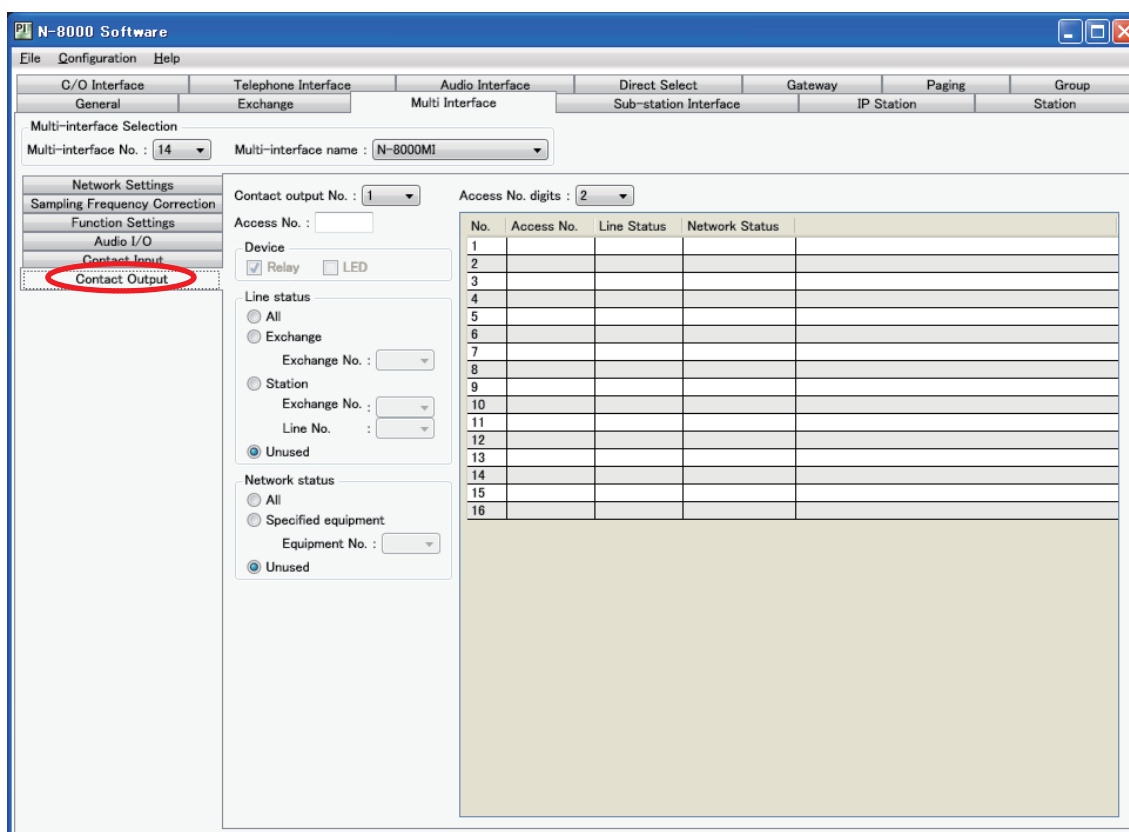 N-8000 Software
File Configuration Help
C/O Interface Telephone Interface Audio Interface Direct Select Gateway Paging Group
General Exchange Multi Interface Sub-station Interface IP Station Station
Multi-interface Selection
Multi-interface No. : 14 Multi-interface name : N-8000MI
Network Settings
Sampling Frequency Correction
Function Settings
Audio I/O
Contact Input
Contact Output
Contact output No. : 1 Access No. digits : 2
Access No. :
Device
Relay LED
Line status
All
Exchange
Exchange No. :
Station
Exchange No. :
Line No. :
Unused
Network status
All
Specified equipment
Equipment No. :
Unused
No. Access No. Line Status Network Status
1
2
3
4
5
6
7
8
9
10
11
12
13
14
15
16